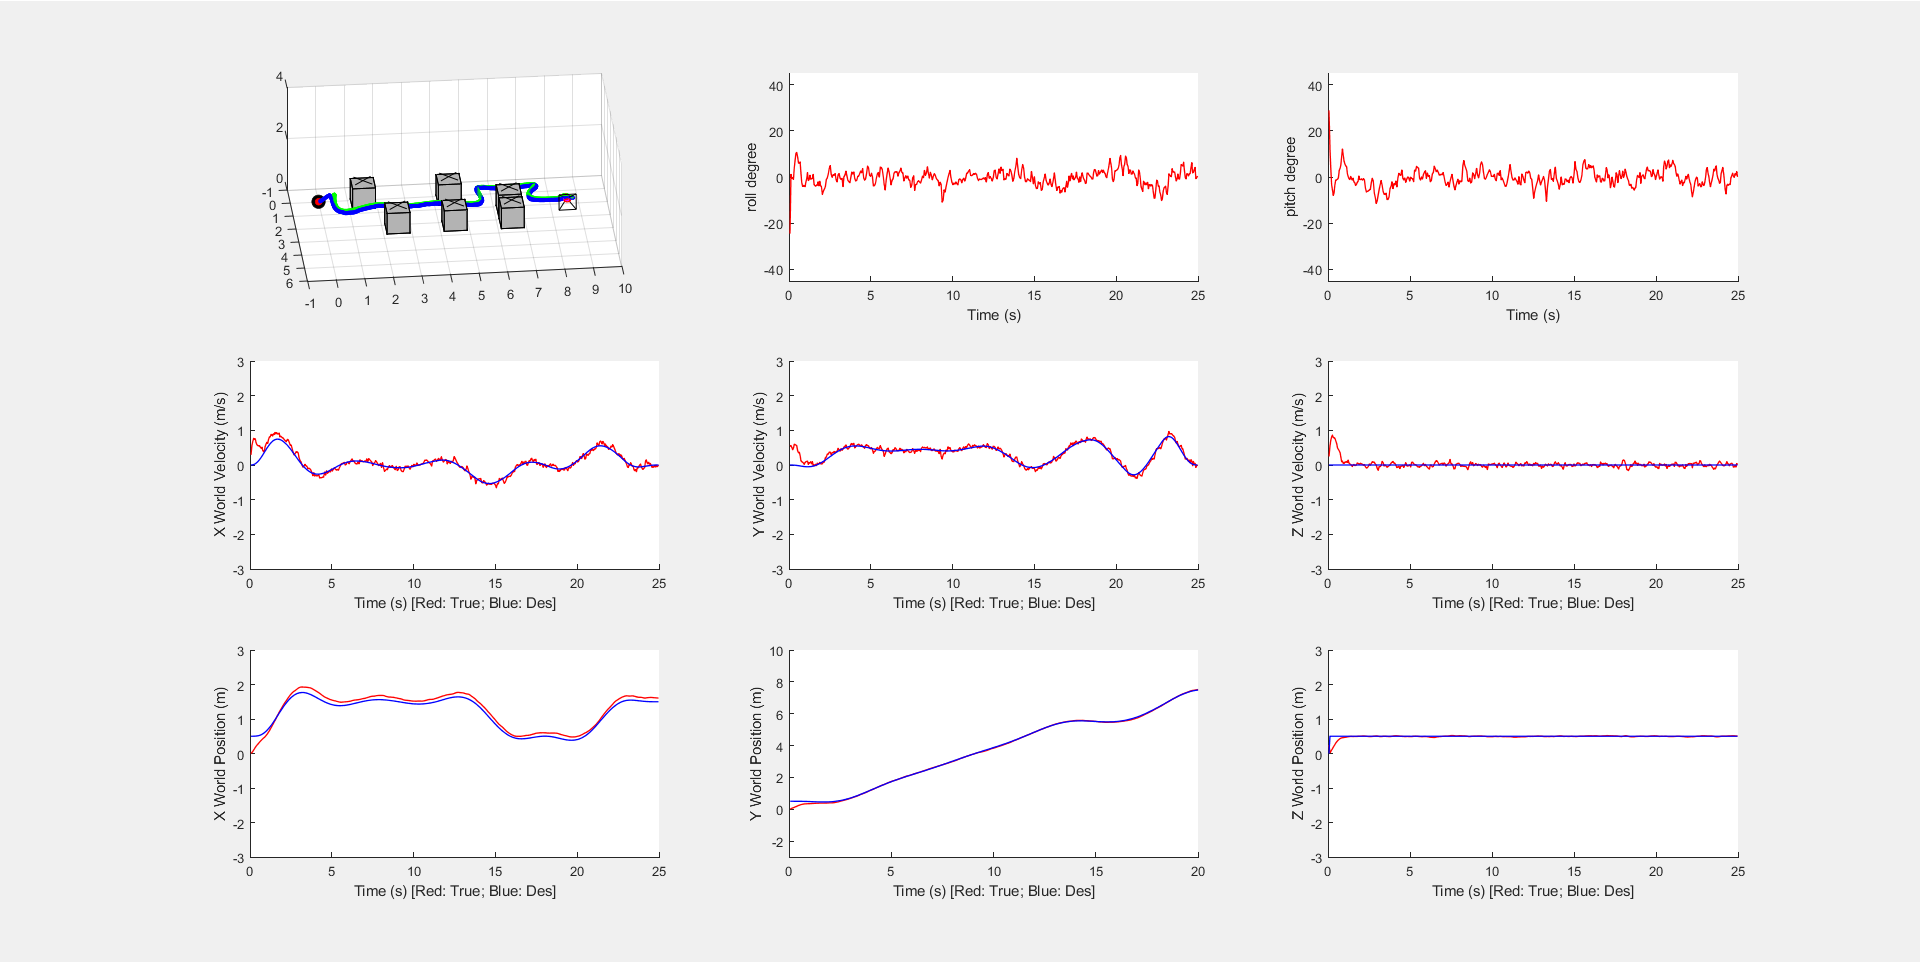 4
2
0
-1
0
1
2
3
4
5
6
-1 0 1 2 3 4 5 6 7 8 9 10
roll degree
40
20
0
-20
-40
0 5 10 15 20 25
Time (s)
pitch degree
40
20
0
-20
-40
0 5 10 15 20 25
Time (s)
X World Velocity (m/s)
3
2
1
0
-1
-2
-3
0 5 10 15 20 25
Time (s) [Red: True; Blue: Des]
Y World Velocity (m/s)
3
2
1
0
-1
-2
-3
0 5 10 15 20 25
Time (s) [Red: True; Blue: Des]
Z World Velocity (m/s)
3
2
1
0
-1
-2
-3
0 5 10 15 20 25
Time (s) [Red: True; Blue: Des]
X World Position (m)
3
2
1
0
-1
-2
-3
0 5 10 15 20 25
Time (s) [Red: True; Blue: Des]
Y World Position (m)
10
8
6
4
2
0
-2
0 5 10 15 20
Time (s) [Red: True; Blue: Des]
Z World Position (m)
3
2
1
0
-1
-2
-3
0 5 10 15 20 25
Time (s) [Red: True; Blue: Des]